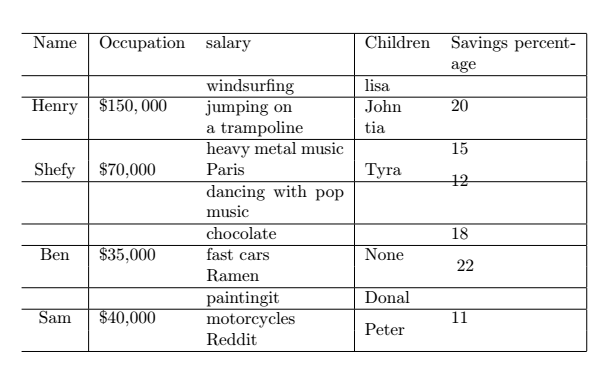 Name Occupation salary Children Savings percent-
age
windsurfing lisa
Henry $150,000 jumping on John 20
a trampoline tia
heavy metal music 15
Shefy $70,000 Paris Tyra
12
dancing with pop
music
chocolate 18
Ben $35,000 fast cars None
22
Ramen
paintingit Donal
Sam $40,000 motorcycles 11
Peter
Reddit